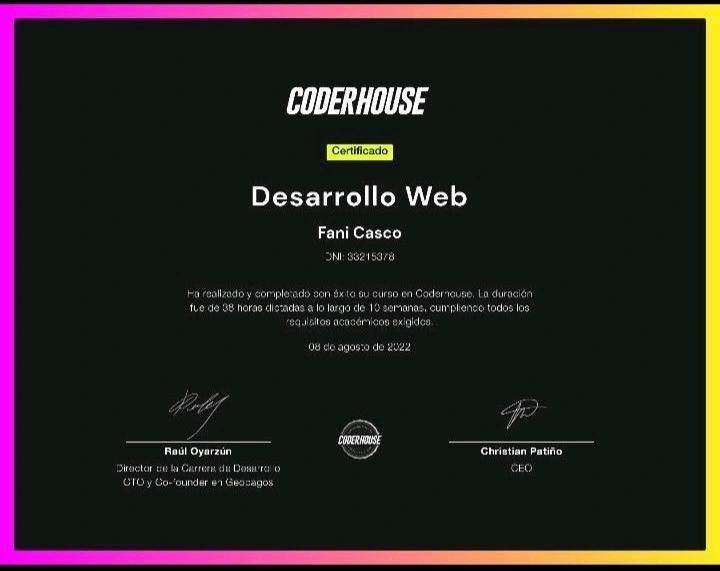 CODERHOUSE
Certificado
Desarrollo Web
Fani Casco
DNI: 33215378
Ha realizado y completado con éxito su curso en Coderhouse. La duración
fue de 38 horas dictadas a lo largo de 10 semanas, cumpliendo todos los
requisitos académicos exigidos.
08 de agosto de 2022
CODERHOUSE
Raúl Oyarzún
Christian Patiño
Director de la Carrera de Desarrollo
CEO
CTO y Co-founder en Geopagos